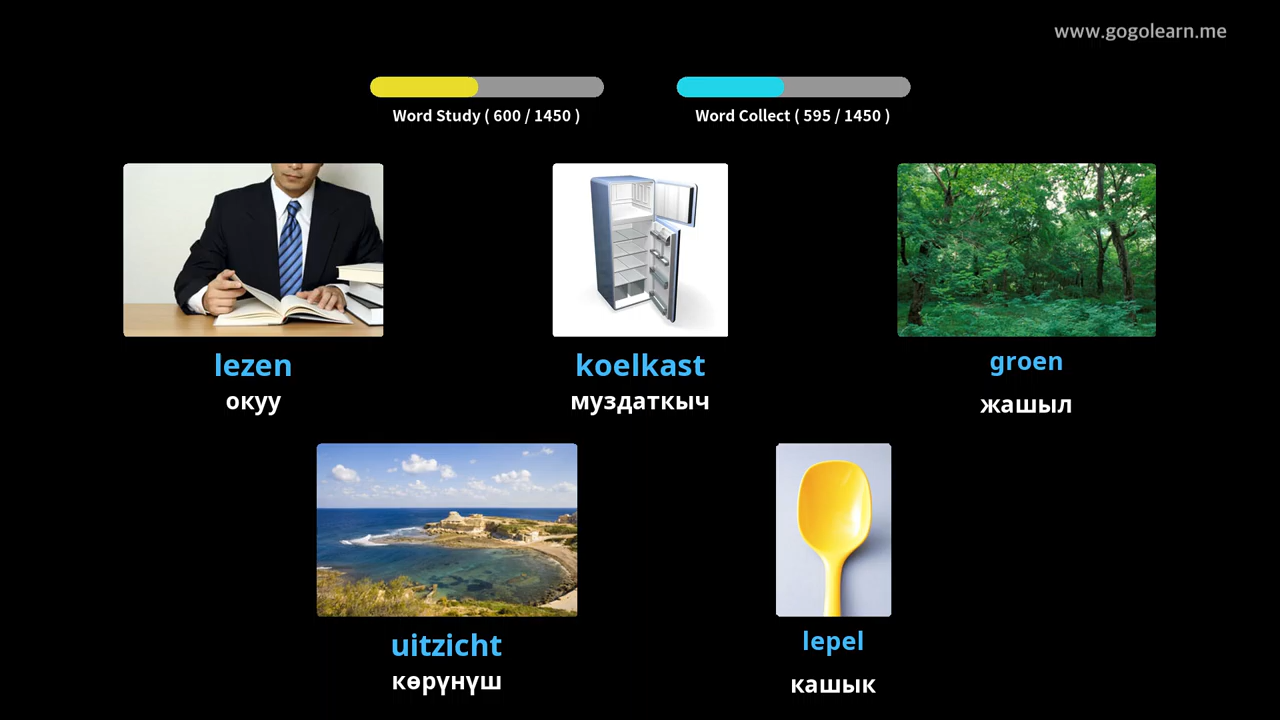 www.gogolearn.me
Word Study ( 600 / 1450 )
Word Collect ( 595 / 1450 )
lezen
окуу
koelkast
муздаткыч
groen
жашыл
uitzicht
көрүнүш
lepel
кашык